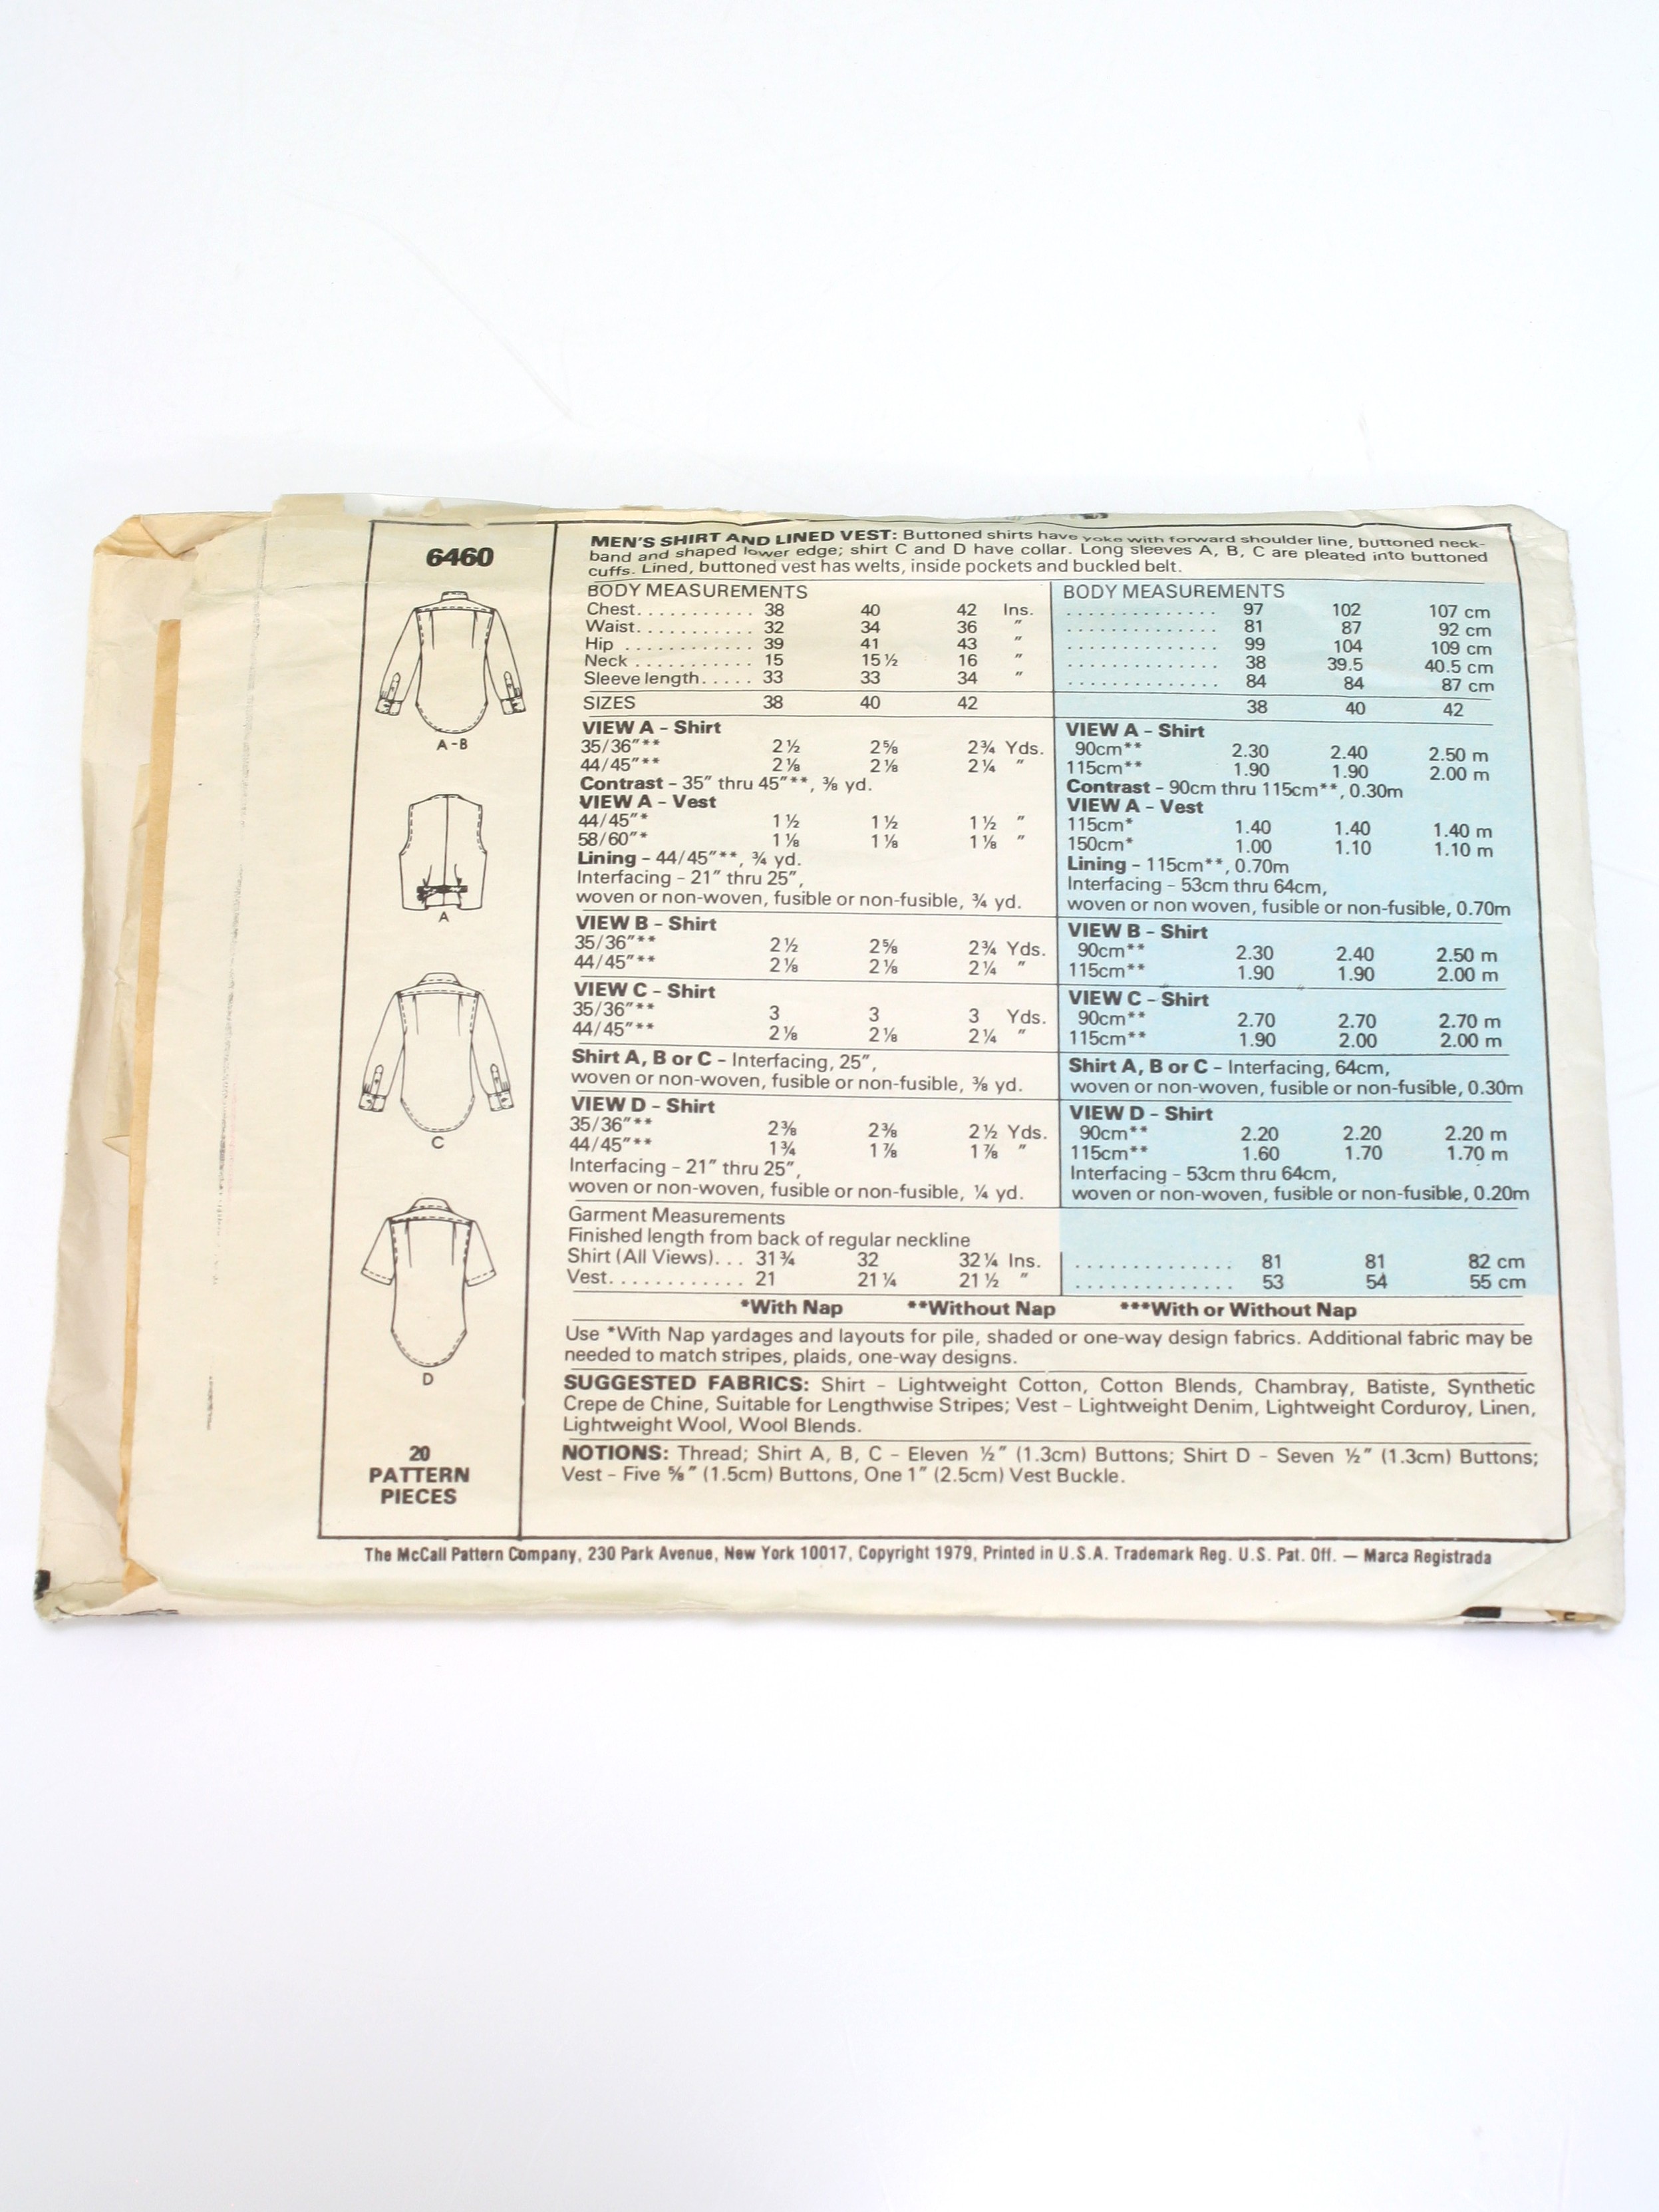 6460
A-B
A
C
D
20
PATTERN
PIECES
MEN'S SHIRT AND LINED VEST: Buttoned shirts have yoke with forward shoulder line, buttoned neck-
band and shaped lower edge; shirt C and D have collar. Long sleeves A, B, C are pleated into buttoned
cuffs. Lined, buttoned vest has welts, inside pockets and buckled belt.
BODY MEASUREMENTS
Chest. . . . . . . . . . . 38 40 42 Ins.
Waist. . . . . . . . . . . 32 34 36 "
Hip . . . . . . . . . . . . 39 41 43 "
Neck . . . . . . . . . . . 15 15½ 16 "
Sleeve length. . . . . 33 33 34 "
SIZES 38 40 42
VIEW A - Shirt
35/36"** 2½ 2⅝ 2¾ Yds.
44/45"** 2⅛ 2⅛ 2¼ "
Contrast - 35" thru 45"**, ⅜ yd.
VIEW A - Vest
44/45"* 1½ 1½ 1½ "
58/60"* 1⅛ 1⅛ 1⅛ "
Lining - 44/45"**, ¾ yd.
Interfacing - 21" thru 25",
woven or non-woven, fusible or non-fusible, ¾ yd.
VIEW B - Shirt
35/36"** 2½ 2⅝ 2¾ Yds.
44/45"** 2⅛ 2⅛ 2¼ "
VIEW C - Shirt
35/36"** 3 3 3 Yds.
44/45"** 2⅛ 2⅛ 2¼ "
Shirt A, B or C - Interfacing, 25",
woven or non-woven, fusible or non-fusible, ⅜ yd.
VIEW D - Shirt
35/36"** 2⅜ 2⅜ 2½ Yds.
44/45"** 1¾ 1⅞ 1⅞ "
Interfacing - 21" thru 25",
woven or non-woven, fusible or non-fusible, ¼ yd.
Garment Measurements
Finished length from back of regular neckline
Shirt (All Views). . . 31¾ 32 32¼ Ins.
Vest. . . . . . . . . . . . 21 21¼ 21½ "
BODY MEASUREMENTS
. . . . . . . . . . . . . . 97 102 107 cm
. . . . . . . . . . . . . . 81 87 92 cm
. . . . . . . . . . . . . . 99 104 109 cm
. . . . . . . . . . . . . . 38 39.5 40.5 cm
. . . . . . . . . . . . . . 84 84 87 cm
38 40 42
VIEW A - Shirt
90cm** 2.30 2.40 2.50 m
115cm** 1.90 1.90 2.00 m
Contrast - 90cm thru 115cm**, 0.30m
VIEW A - Vest
115cm* 1.40 1.40 1.40 m
150cm* 1.00 1.10 1.10 m
Lining - 115cm**, 0.70m
Interfacing - 53cm thru 64cm,
woven or non woven, fusible or non-fusible, 0.70m
VIEW B - Shirt
90cm** 2.30 2.40 2.50 m
115cm** 1.90 1.90 2.00 m
VIEW C - Shirt
90cm** 2.70 2.70 2.70 m
115cm** 1.90 2.00 2.00 m
Shirt A, B or C - Interfacing, 64cm,
woven or non-woven, fusible or non-fusible, 0.30m
VIEW D - Shirt
90cm** 2.20 2.20 2.20 m
115cm** 1.60 1.70 1.70 m
Interfacing - 53cm thru 64cm,
woven or non-woven, fusible or non-fusible, 0.20m
. . . . . . . . . . . . . . 81 81 82 cm
. . . . . . . . . . . . . . 53 54 55 cm
*With Nap **Without Nap ***With or Without Nap
Use *With Nap yardages and layouts for pile, shaded or one-way design fabrics. Additional fabric may be
needed to match stripes, plaids, one-way designs.
SUGGESTED FABRICS: Shirt - Lightweight Cotton, Cotton Blends, Chambray, Batiste, Synthetic
Crepe de Chine, Suitable for Lengthwise Stripes; Vest - Lightweight Denim, Lightweight Corduroy, Linen,
Lightweight Wool, Wool Blends.
NOTIONS: Thread; Shirt A, B, C - Eleven ½" (1.3cm) Buttons; Shirt D - Seven ½" (1.3cm) Buttons;
Vest - Five ⅝" (1.5cm) Buttons, One 1" (2.5cm) Vest Buckle.
The McCall Pattern Company, 230 Park Avenue, New York 10017, Copyright 1979, Printed in U.S.A. Trademark Reg. U.S. Pat. Off. — Marca Registrada